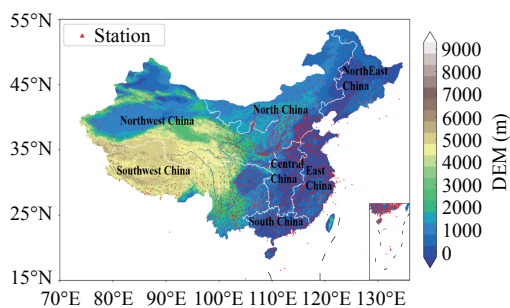 55°N
45°N
35°N
25°N
15°N
Station
NorthEast
China
North China
Northwest China
Southwest China
Central
China
East
China
South China
70°E
80°E
90°E
100°E
110°E
120°E
130°E
9000
8000
7000
6000
5000
4000
3000
2000
1000
0
DEM (m)